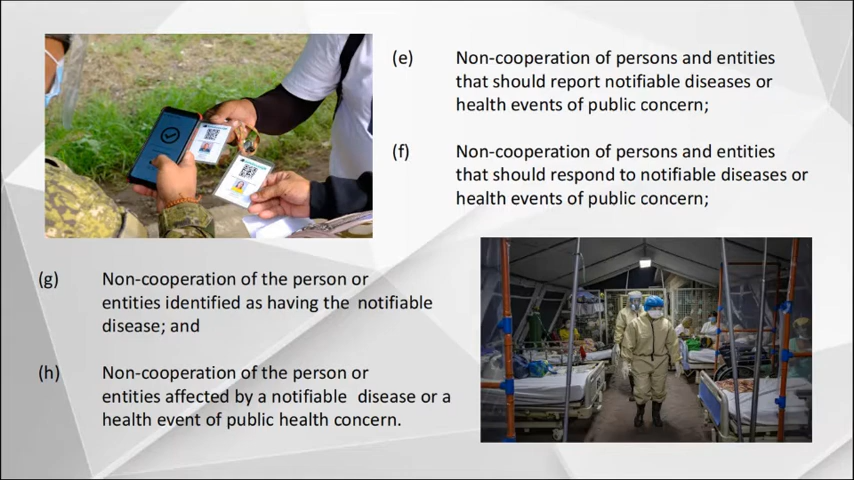 (e) Non-cooperation of persons and entities
that should report notifiable diseases or
health events of public concern;
(f) Non-cooperation of persons and entities
that should respond to notifiable diseases or
health events of public concern;
(g) Non-cooperation of the person or
entities identified as having the notifiable
disease; and
(h) Non-cooperation of the person or
entities affected by a notifiable disease or a
health event of public health concern.